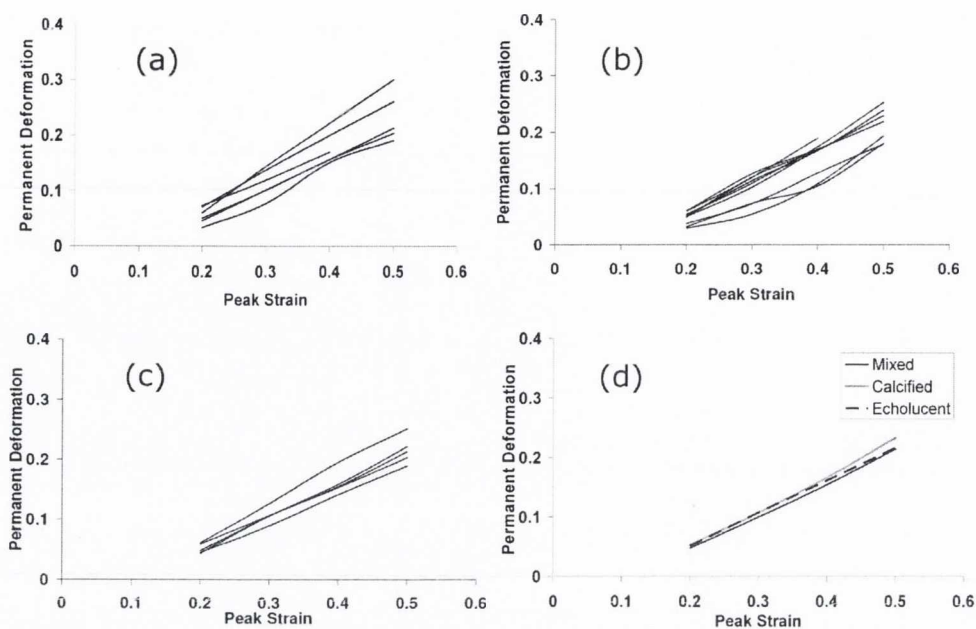 0.4
0.3
0.2
0.1
0
Permanent Deformation
(a)
0 0.1 0.2 0.3 0.4 0.5 0.6
Peak Strain
0.4
0.3
0.2
0.1
0
Permanent Deformation
(b)
0 0.1 0.2 0.3 0.4 0.5 0.6
Peak Strain
0.4
0.3
0.2
0.1
0
Permanent Deformation
(c)
0 0.1 0.2 0.3 0.4 0.5 0.6
Peak Strain
0.4
0.3
0.2
0.1
0
Permanent Deformation
(d)
Mixed
Calcified
Echolucent
0 0.1 0.2 0.3 0.4 0.5 0.6
Peak Strain